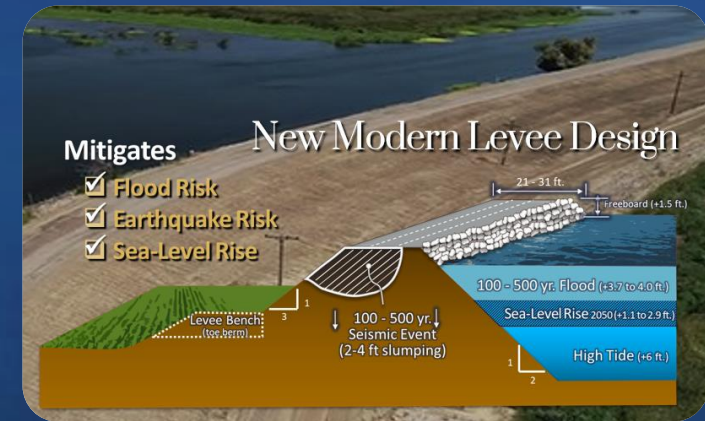 New Modern Levee Design
Mitigates
☑ Flood Risk
☑ Earthquake Risk
☑ Sea-Level Rise
21 - 31 ft.
Freeboard (+1.5 ft.)
100 - 500 yr. Flood (+3.7 to 4.0 ft.)
Sea-Level Rise 2050 (+1.1 to 2.9 ft.)
High Tide (+6 ft.)
1
3
Levee Bench
(toe berm)
↓ 100 - 500 yr. ↓
Seismic Event
(2-4 ft slumping)
1
2